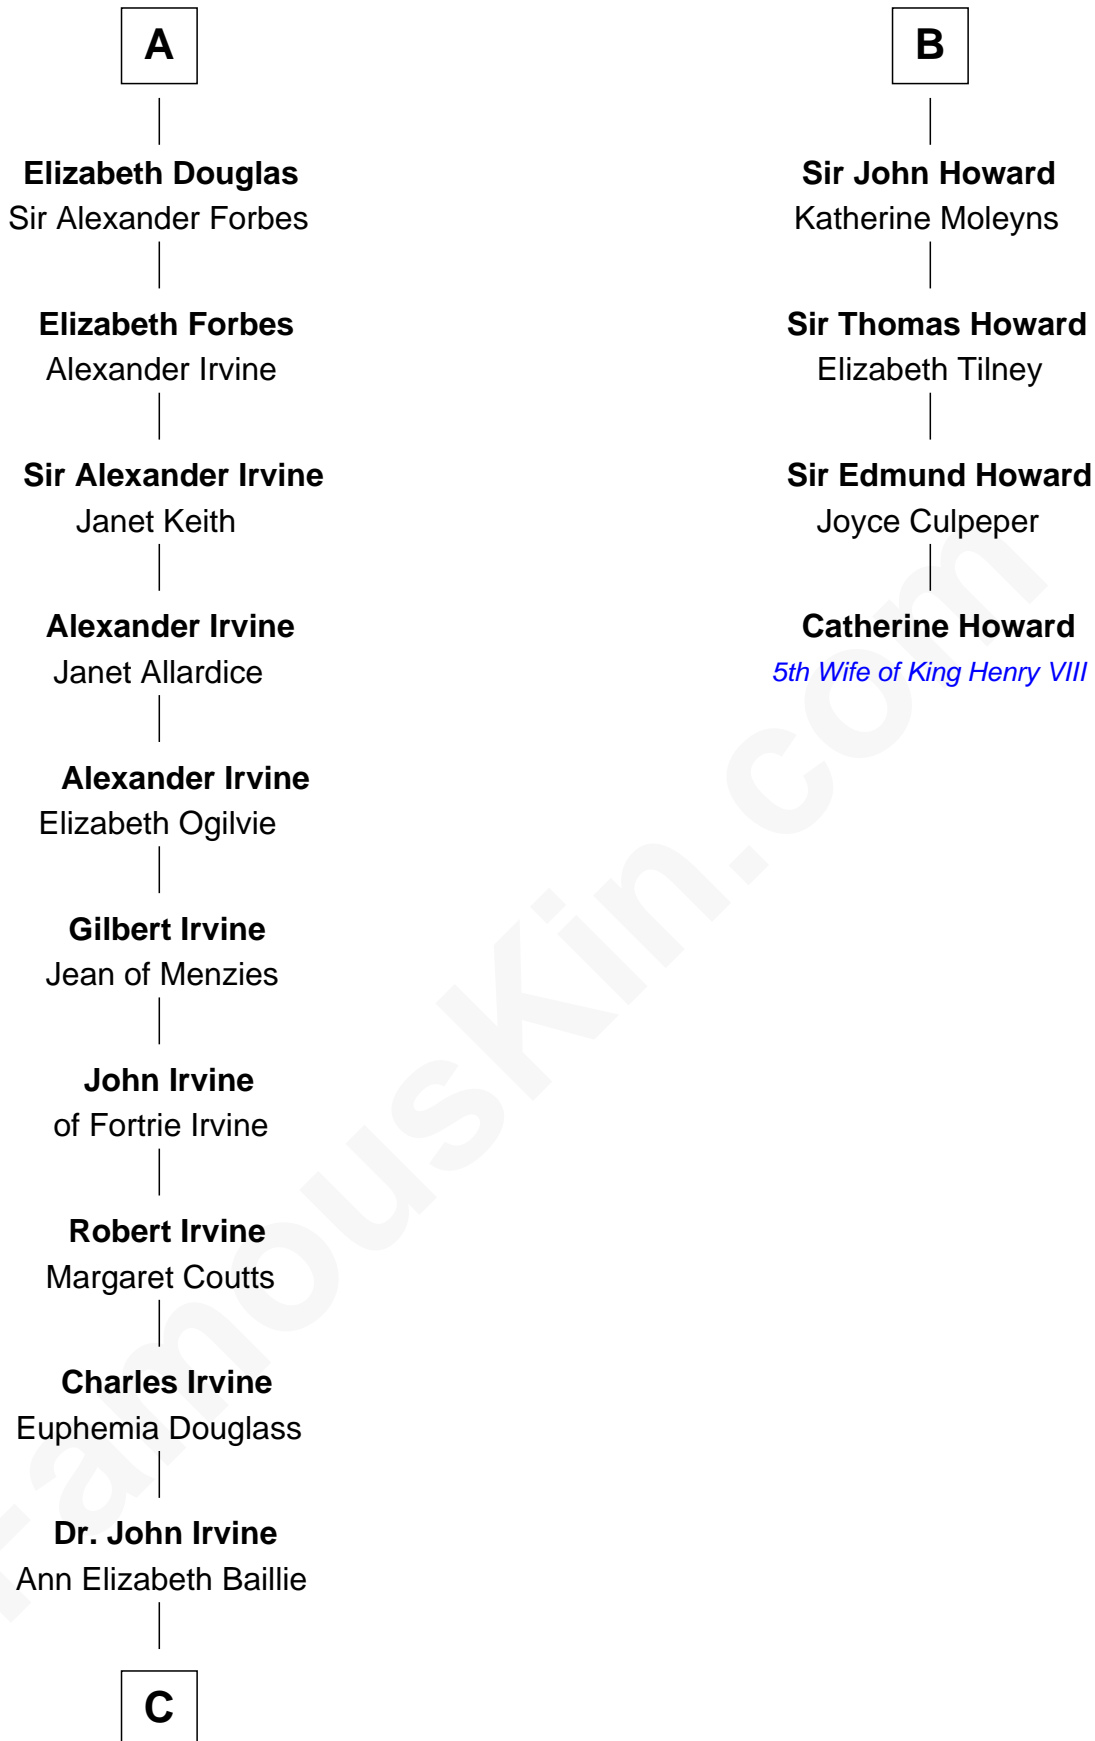 A
Elizabeth Douglas
Sir Alexander Forbes
Elizabeth Forbes
Alexander Irvine
Sir Alexander Irvine
Janet Keith
Alexander Irvine
Janet Allardice
Alexander Irvine
Elizabeth Ogilvie
Gilbert Irvine
Jean of Menzies
John Irvine
of Fortrie Irvine
Robert Irvine
Margaret Coutts
Charles Irvine
Euphemia Douglass
Dr. John Irvine
Ann Elizabeth Baillie
C
B
Sir John Howard
Katherine Moleyns
Sir Thomas Howard
Elizabeth Tilney
Sir Edmund Howard
Joyce Culpeper
Catherine Howard
5th Wife of King Henry VIII
FamousKin.com